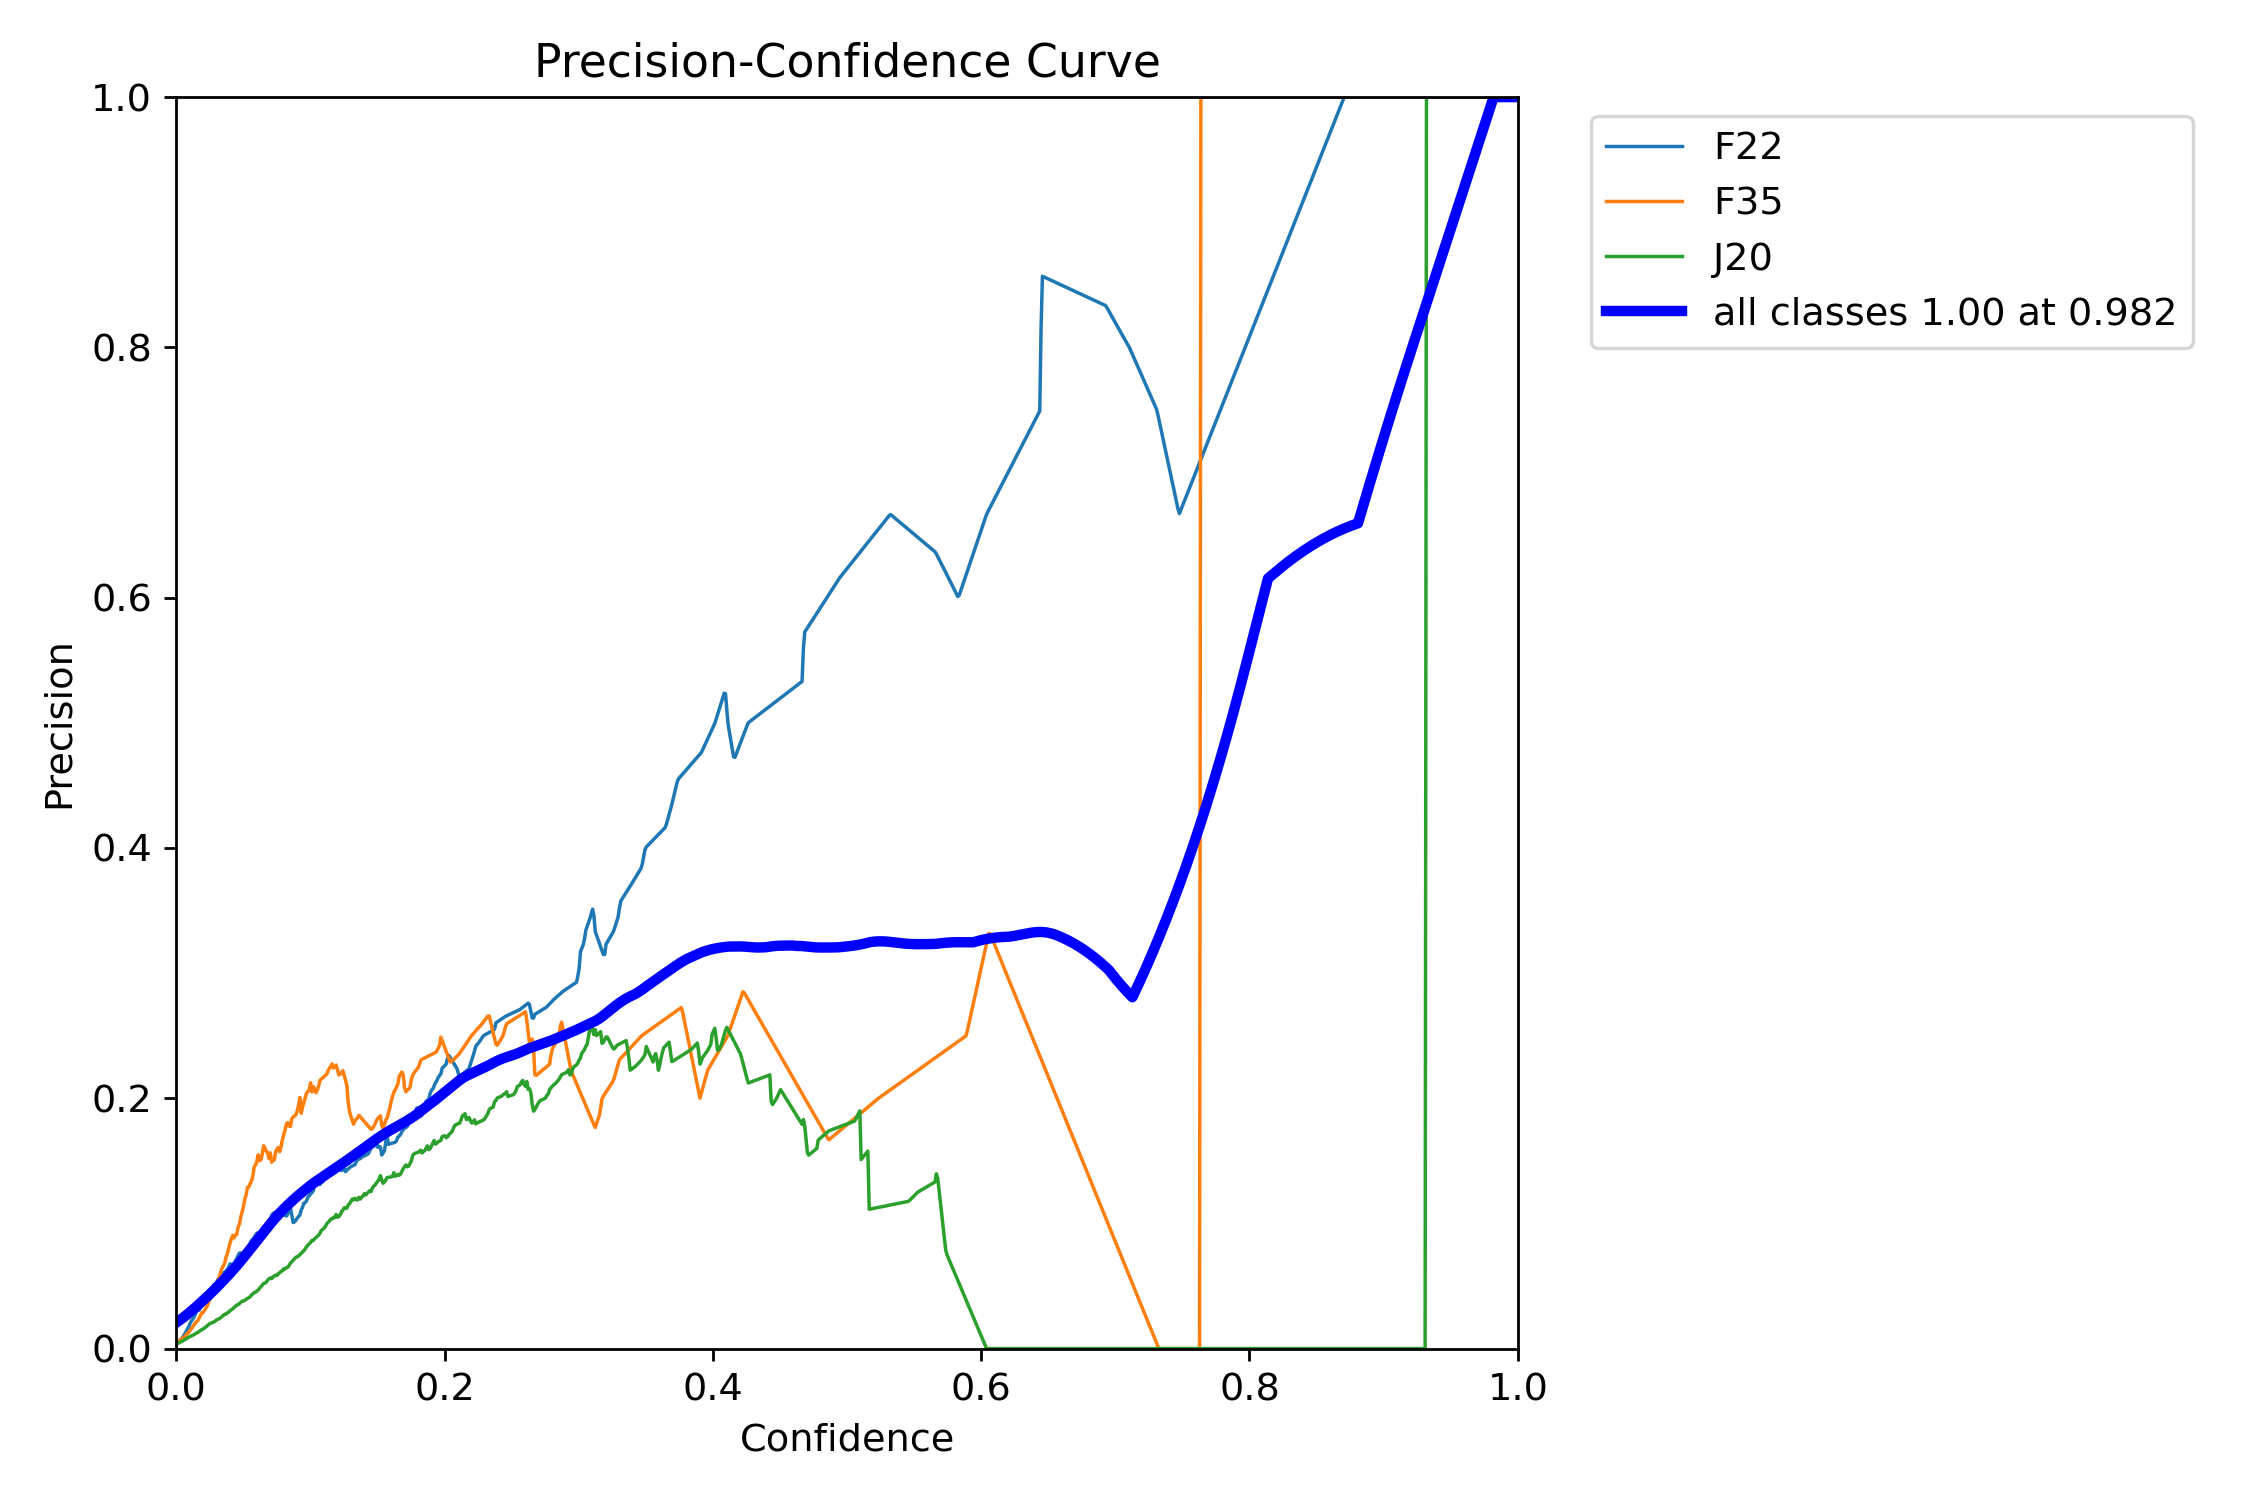 Precision-Confidence Curve
1.0
0.8
0.6
0.4
0.2
0.0
Precision
0.0 0.2 0.4 0.6 0.8 1.0
Confidence
F22
F35
J20
all classes 1.00 at 0.982